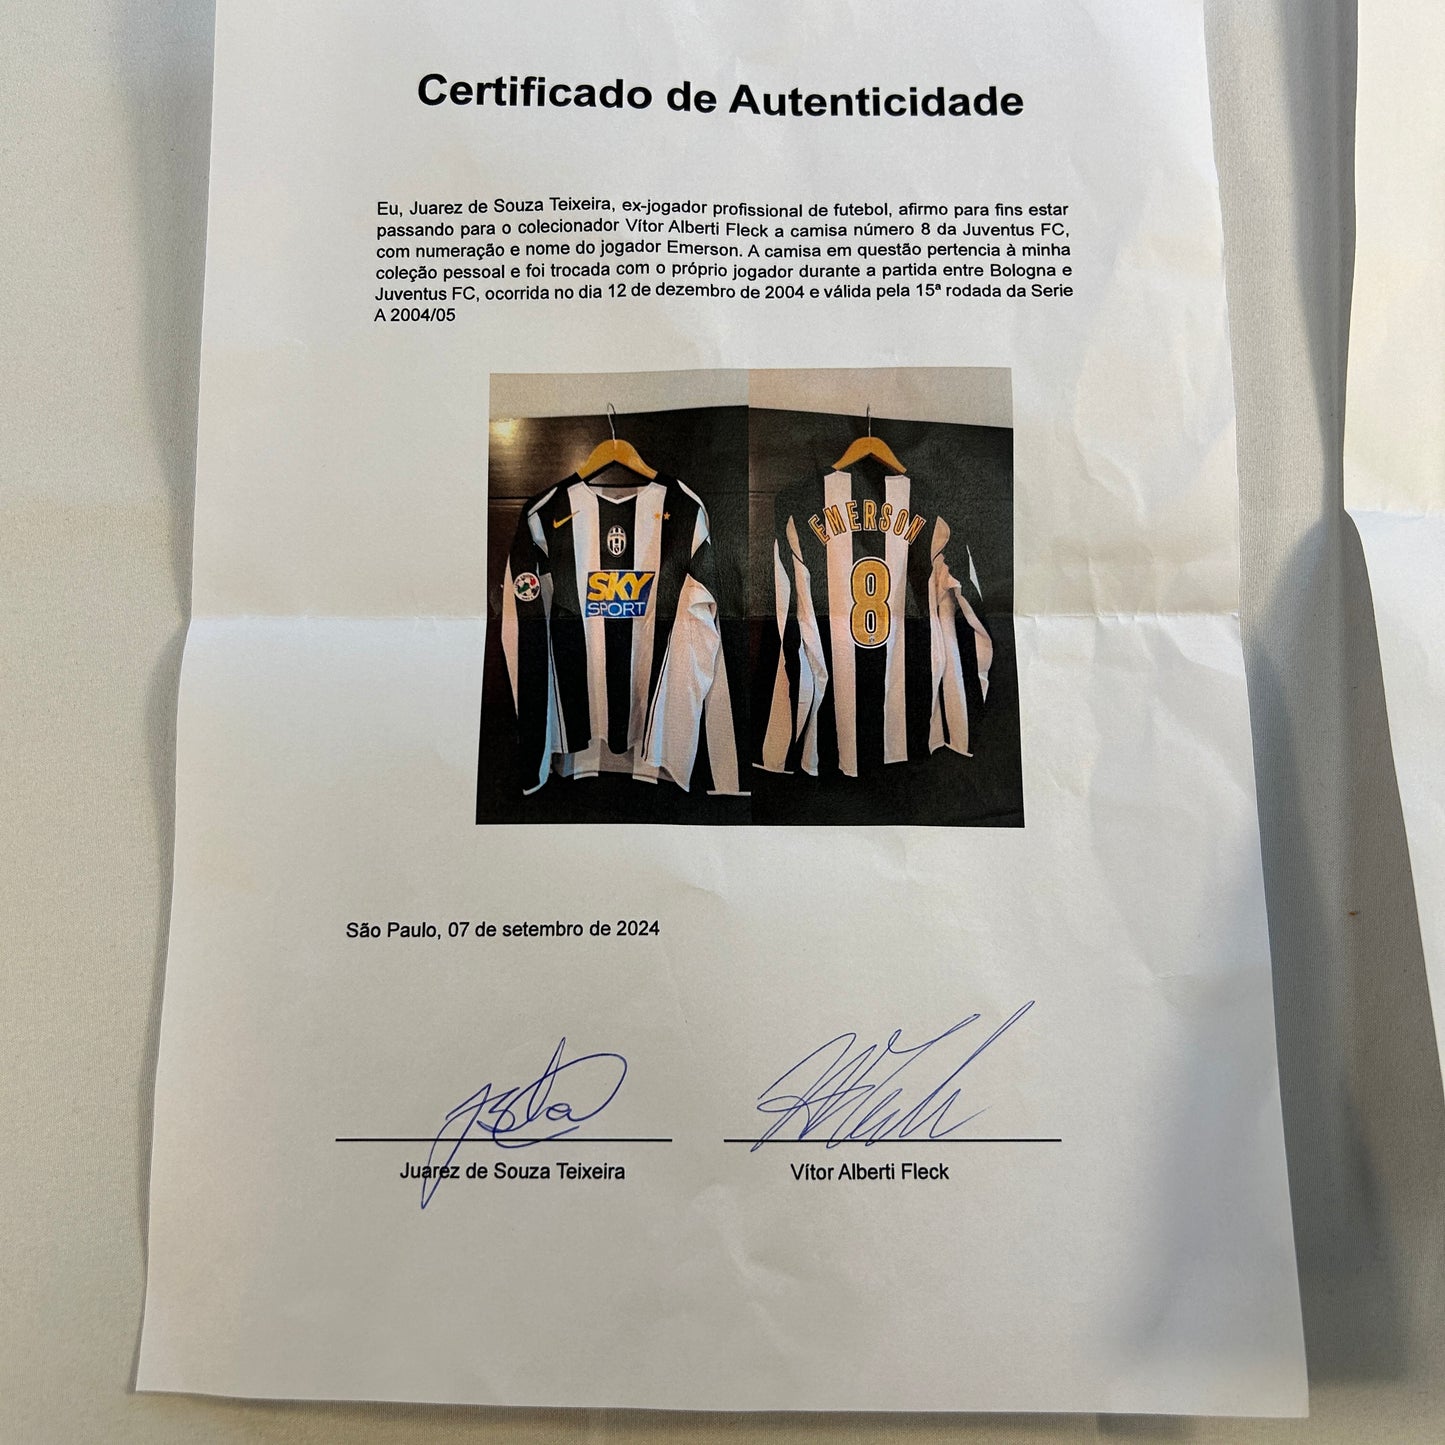 Certificado de Autenticidade
Eu, Juarez de Souza Teixeira, ex-jogador profissional de futebol, afirmo para fins estar
passando para o colecionador Vítor Alberti Fleck a camisa número 8 da Juventus FC,
com numeração e nome do jogador Emerson. A camisa em questão pertencia à minha
coleção pessoal e foi trocada com o próprio jogador durante a partida entre Bologna e
Juventus FC, ocorrida no dia 12 de dezembro de 2004 e válida pela 15ª rodada da Serie
A 2004/05
SKY
SPORT
EMERSON
8
São Paulo, 07 de setembro de 2024
Juarez de Souza Teixeira
Vítor Alberti Fleck